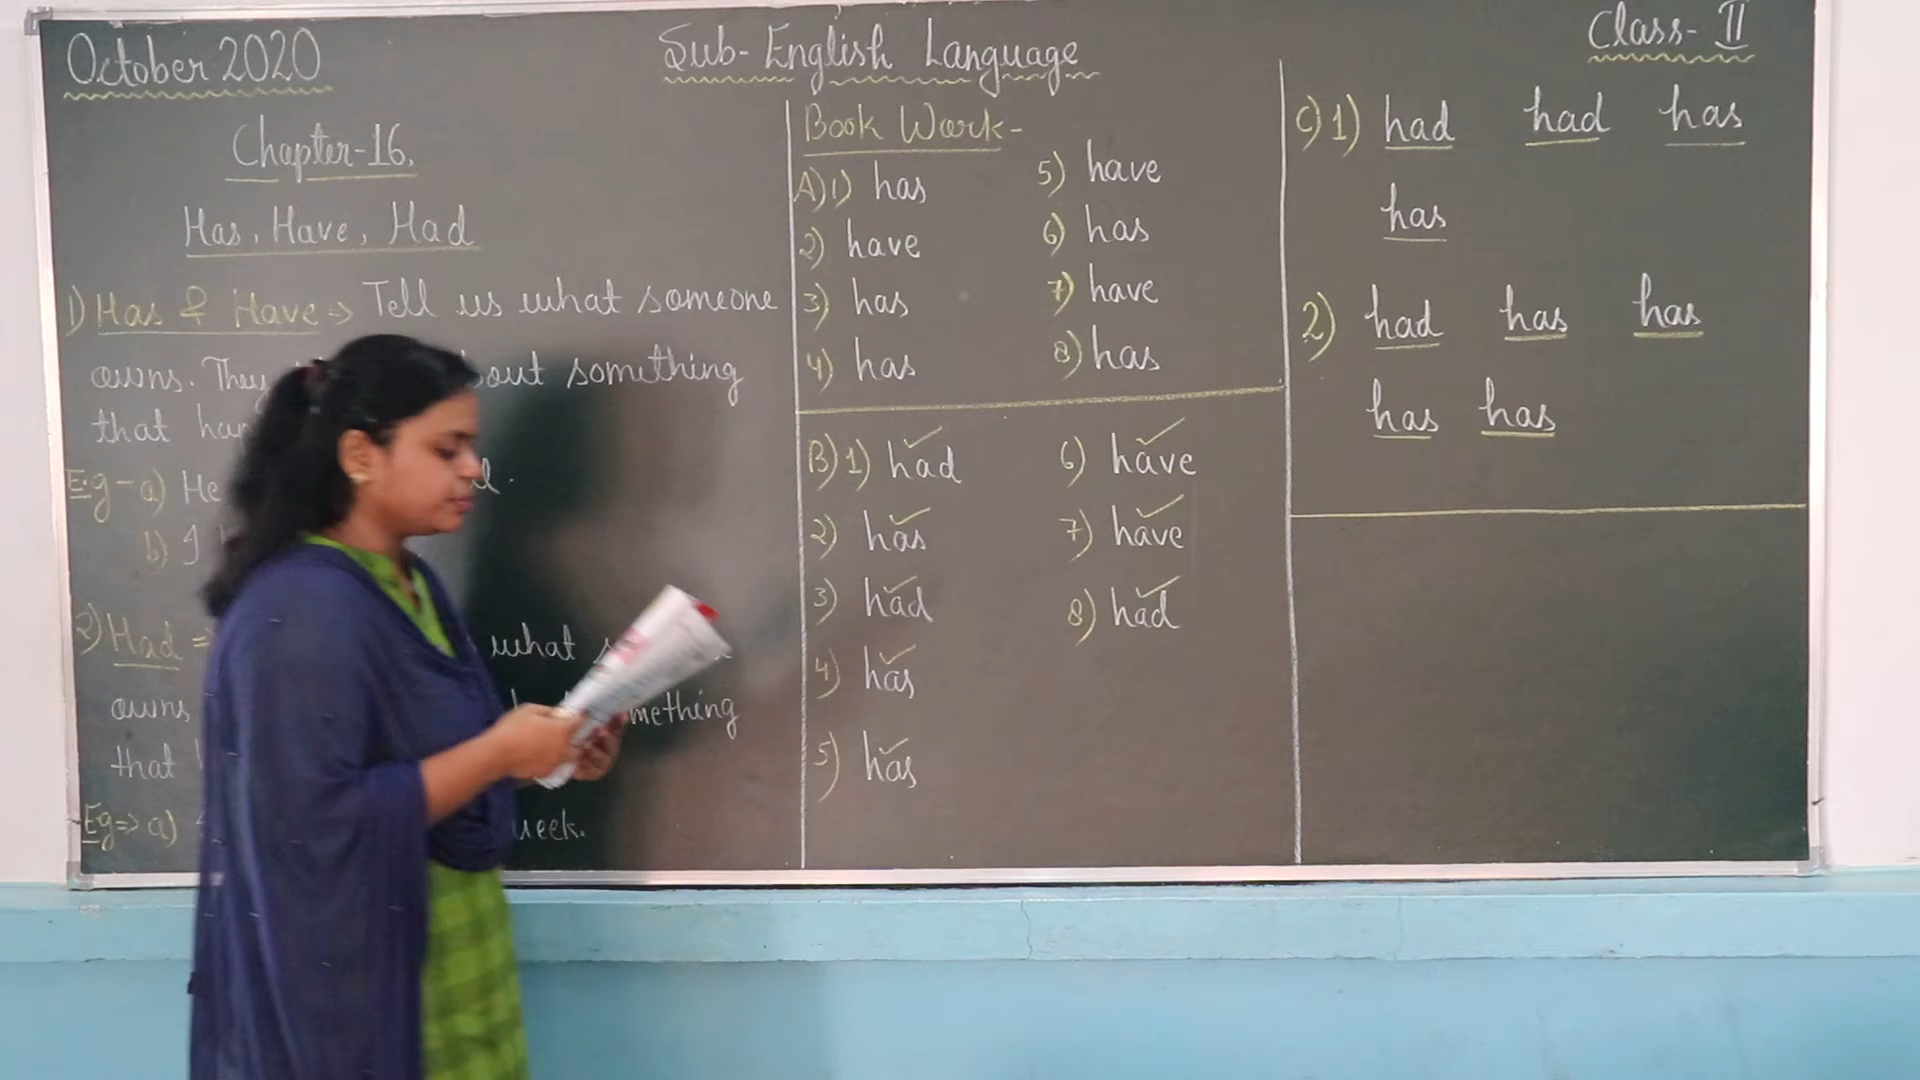 October 2020
Sub- English Language
Class- II
Chapter-16.
Has, Have, Had
1) Has & Have => Tell us what someone
owns. They about something
that
E.g - a) He
b) I
2) Had => what
owns something
that
Eg=> a) week.
Book Work-
A) 1) has
2) have
3) has
4) has
5) have
6) has
7) have
8) has
B) 1) had
2) has
3) had
4) has
5) has
6) have
7) have
8) had
C) 1) had had has
has
2) had has has
has has